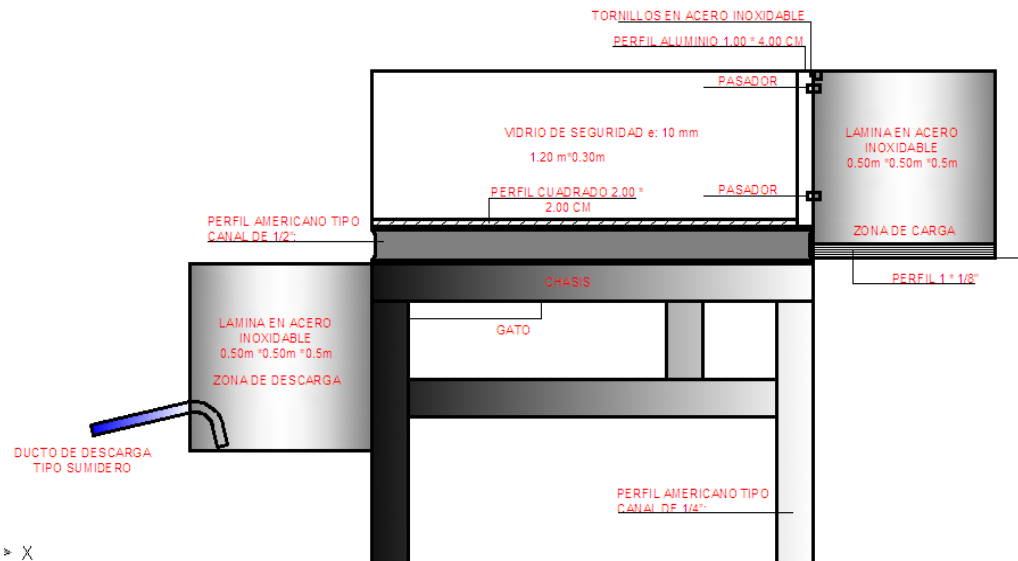 TORNILLOS EN ACERO INOXIDABLE
PERFIL ALUMINIO 1.00 * 4.00 CM
PASADOR
VIDRIO DE SEGURIDAD e: 10 mm
1.20 m*0.30m
LAMINA EN ACERO
INOXIDABLE
0.50m *0.50m *0.5m
PERFIL CUADRADO 2.00 *
2.00 CM
PASADOR
PERFIL AMERICANO TIPO
CANAL DE 1/2":
ZONA DE CARGA
PERFIL 1 * 1/8"
CHASIS
GATO
LAMINA EN ACERO
INOXIDABLE
0.50m *0.50m *0.5m
ZONA DE DESCARGA
DUCTO DE DESCARGA
TIPO SUMIDERO
PERFIL AMERICANO TIPO
CANAL DE 1/4":
X